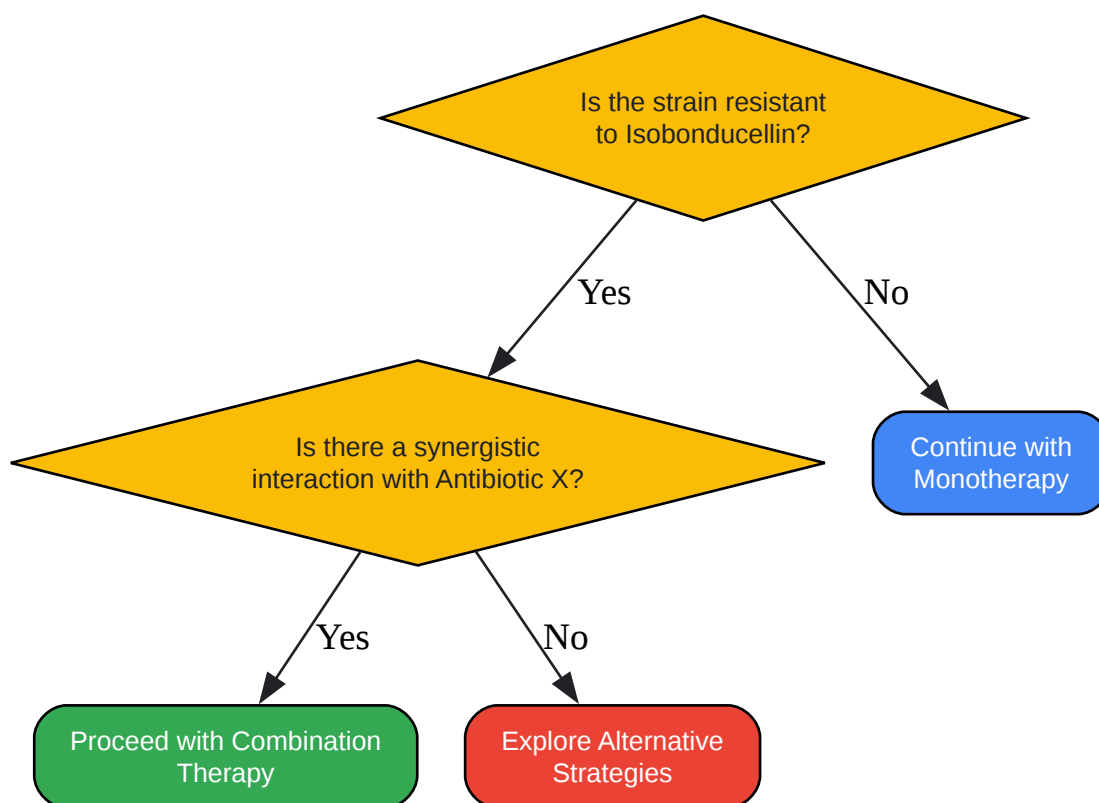 Is the strain resistant
to Isobonducellin?
Yes
No
Is there a synergistic
interaction with Antibiotic X?
Continue with
Monotherapy
Yes
No
Proceed with Combination
Therapy
Explore Alternative
Strategies